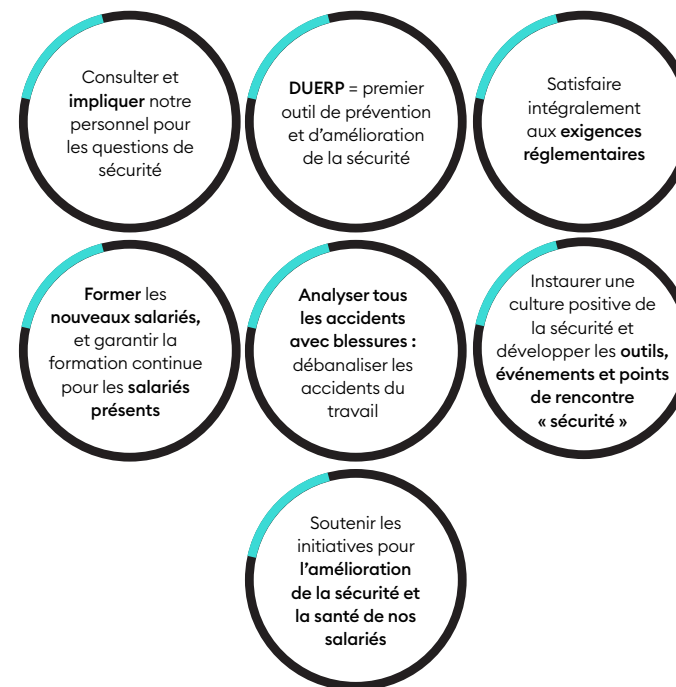 Consulter et
impliquer notre
personnel pour
les questions de
sécurité
DUERP = premier
outil de prévention
et d'amélioration
de la sécurité
Satisfaire
intégralement
aux exigences
réglementaires
Former les
nouveaux salariés,
et garantir la
formation continue
pour les salariés
présents
Analyser tous
les accidents
avec blessures :
débanaliser les
accidents du
travail
Instaurer une
culture positive de
la sécurité et
développer les outils,
événements et points
de rencontre
« sécurité »
Soutenir les
initiatives pour
l'amélioration
de la sécurité et
la santé de nos
salariés